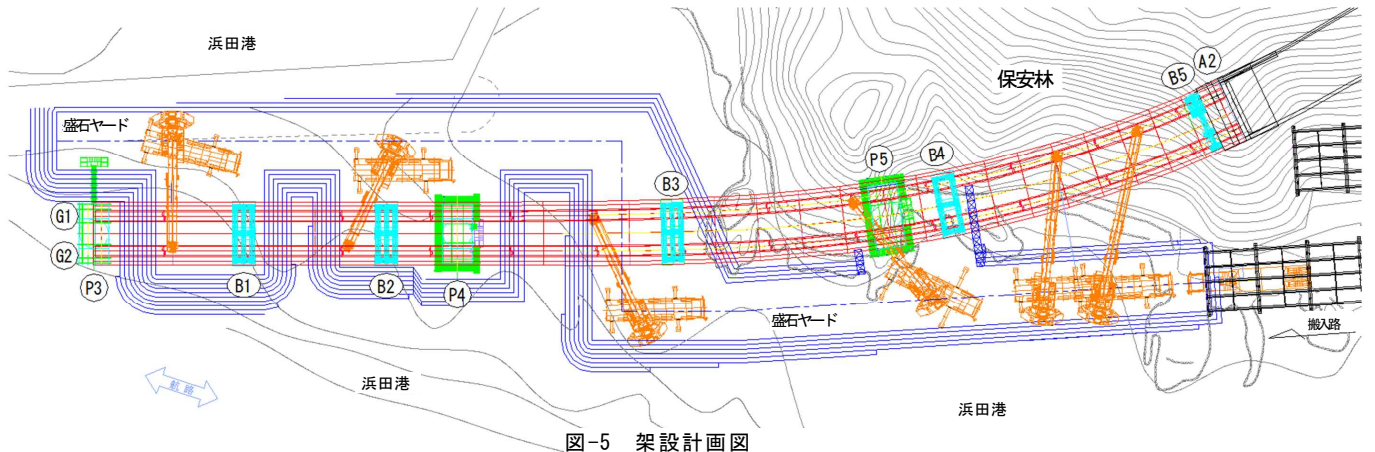 浜田港
保安林
A2
B5
盛石ヤード
P5
B4
B3
G1
G2
P3
B1
B2
P4
盛石ヤード
搬入路
航路
浜田港
浜田港
図-5 架設計画図